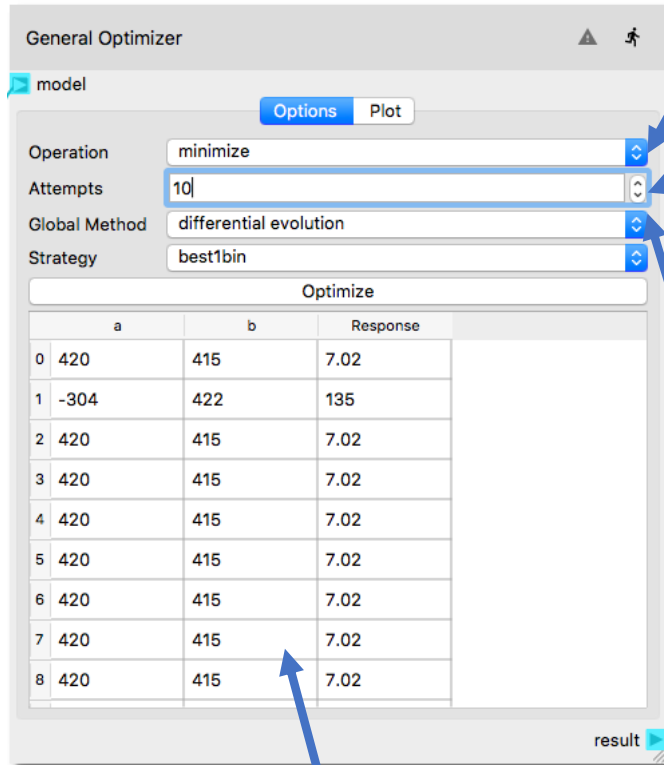 General Optimizer
model
Options Plot
Operation minimize
Attempts 10
Global Method differential evolution
Strategy best1bin
Optimize
a b Response
0 420 415 7.02
1 -304 422 135
2 420 415 7.02
3 420 415 7.02
4 420 415 7.02
5 420 415 7.02
6 420 415 7.02
7 420 415 7.02
8 420 415 7.02
result